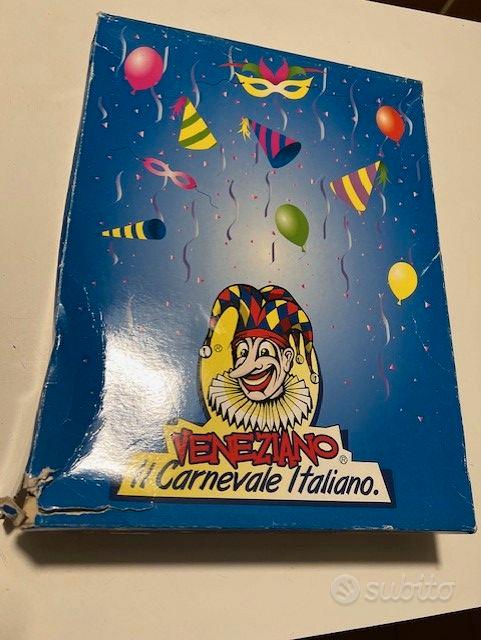 ®
VENEZIANO®
il Carnevale Italiano.
subito